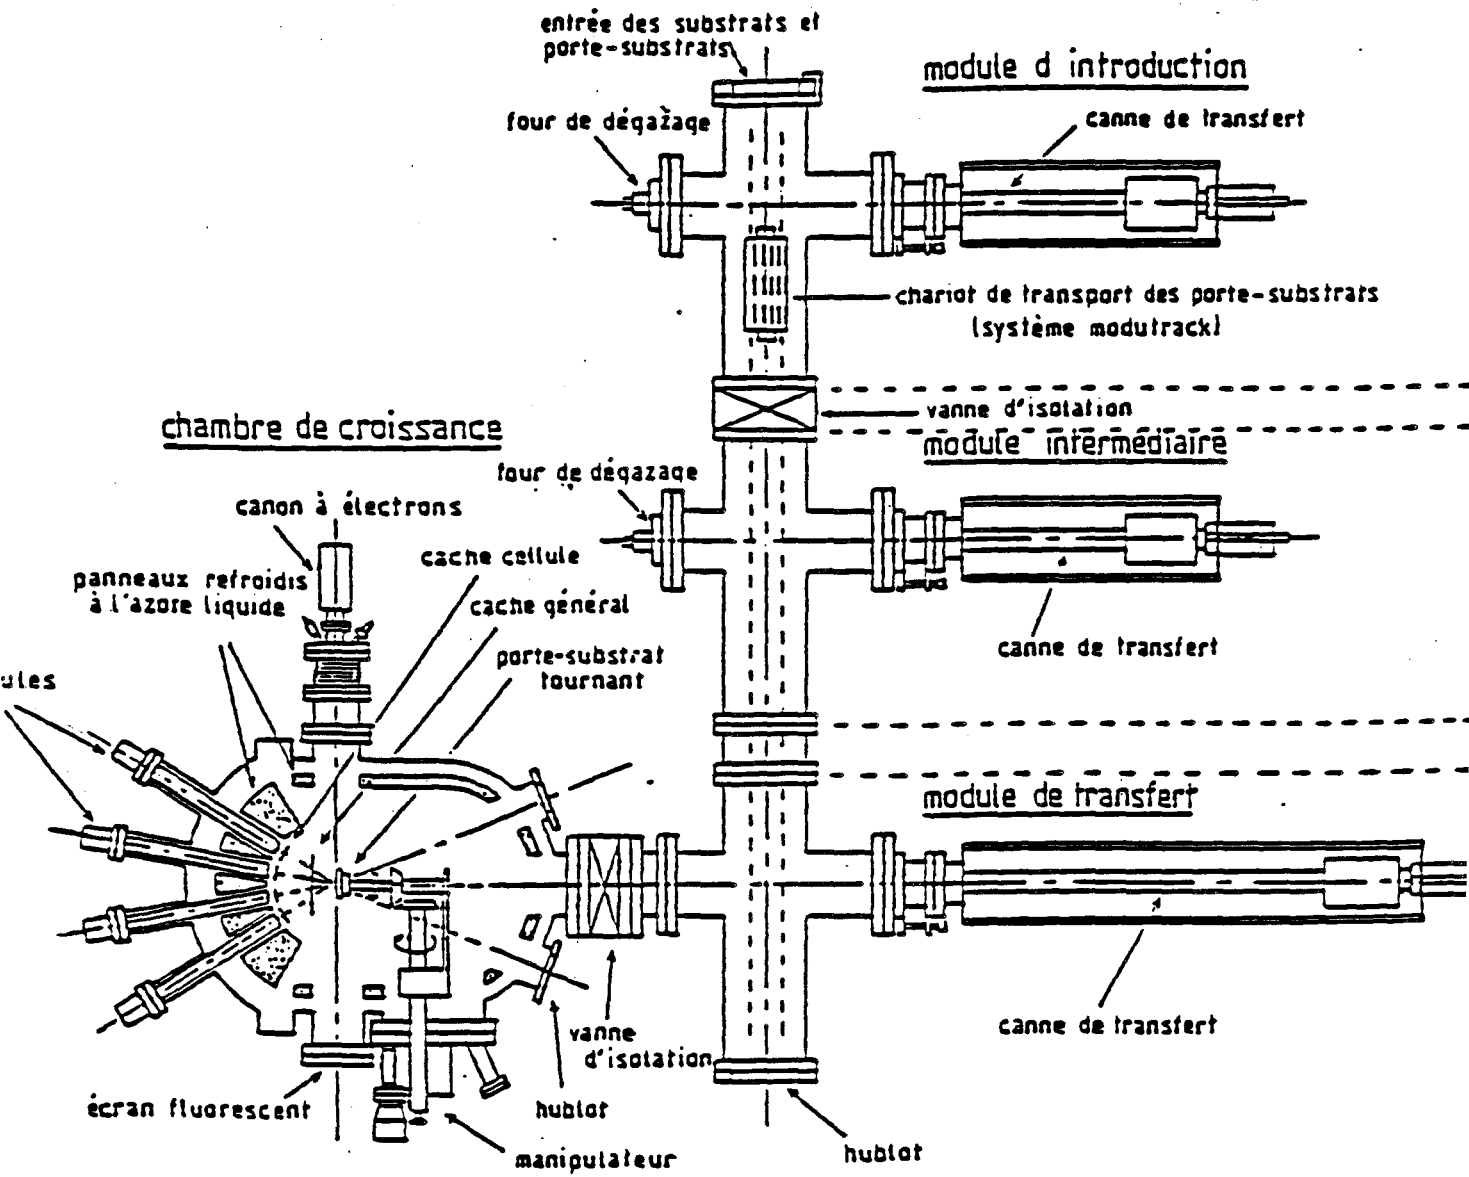 entrée des substrats et
porte-substrats
module d introduction
four de dégazage
canne de transfert
chariot de transport des porte-substrats
(système modutrack)
vanne d'isolation
module intermédiaire
chambre de croissance
four de dégazage
canon à électrons
cache cellule
panneaux refroidis
à l'azote liquide
cache général
porte-substrat
tournant
canne de transfert
ules
module de transfert
canne de transfert
vanne
d'isolation
écran fluorescent
hublot
manipulateur
hublot